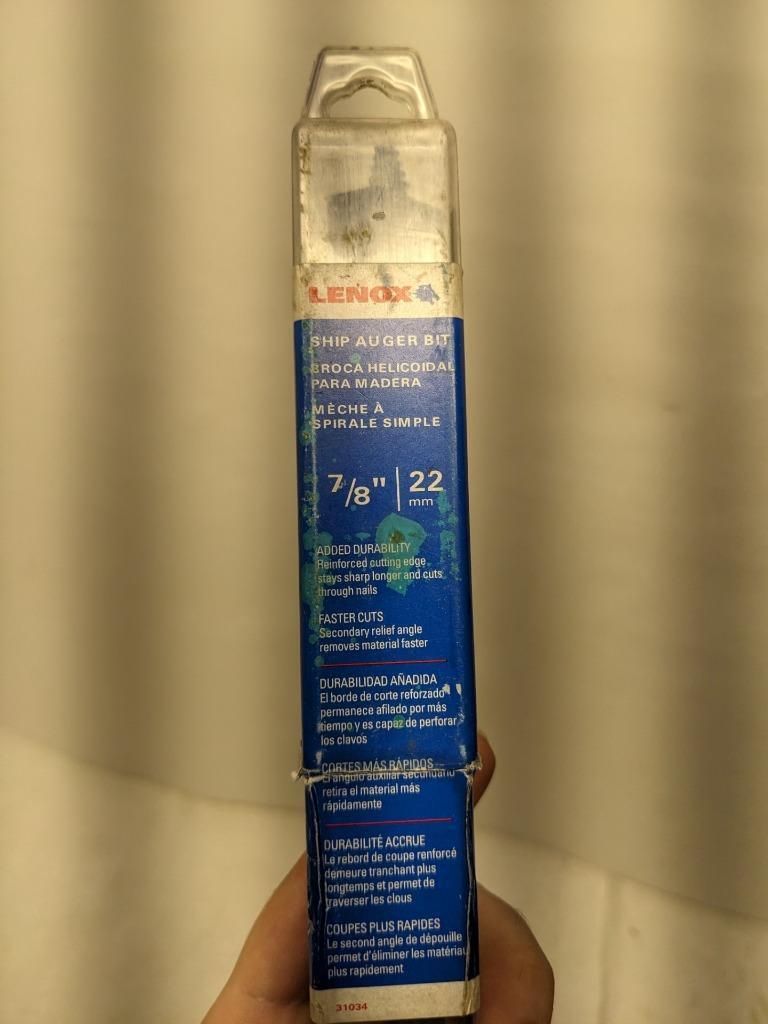 LENOX
SHIP AUGER BIT
BROCA HELICOIDAL
PARA MADERA
MÈCHE À
SPIRALE SIMPLE
7/8" | 22
mm
ADDED DURABILITY
Reinforced cutting edge
stays sharp longer and cuts
through nails
FASTER CUTS
Secondary relief angle
removes material faster
DURABILIDAD AÑADIDA
El borde de corte reforzado
permanece afilado por más
tiempo y es capaz de perforar
los clavos
CORTES MÁS RÁPIDOS
El ángulo auxiliar secundario
retira el material más
rápidamente
DURABILITÉ ACCRUE
Le rebord de coupe renforcé
demeure tranchant plus
longtemps et permet de
traverser les clous
COUPES PLUS RAPIDES
Le second angle de dépouille
permet d'éliminer les matériau
plus rapidement
31034